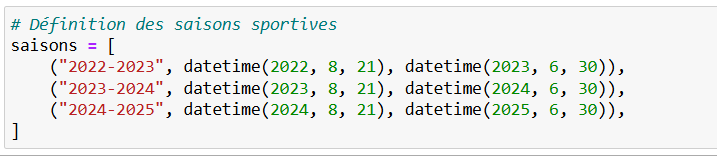 # Définition des saisons sportives
saisons = [
    ("2022-2023", datetime(2022, 8, 21), datetime(2023, 6, 30)),
    ("2023-2024", datetime(2023, 8, 21), datetime(2024, 6, 30)),
    ("2024-2025", datetime(2024, 8, 21), datetime(2025, 6, 30)),
]